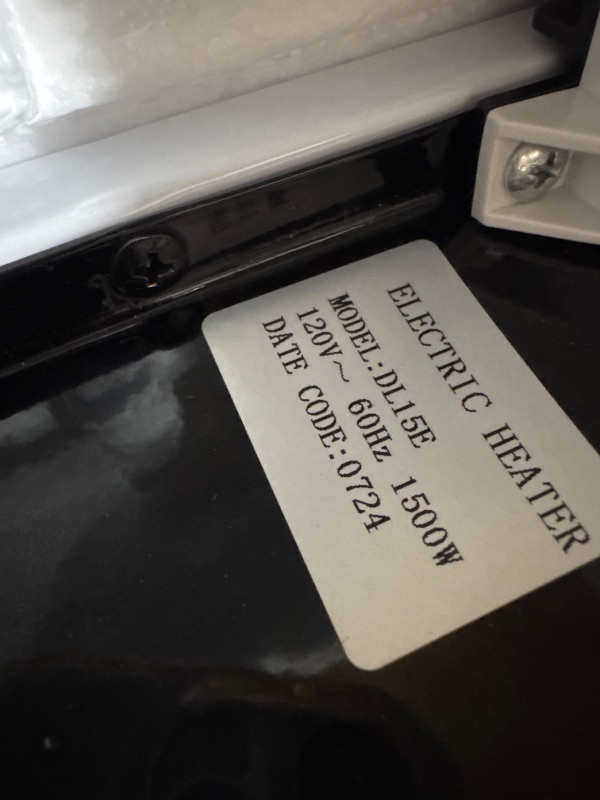 ELECTRIC HEATER
MODEL:DL15E
120V～ 60Hz 1500W
DATE CODE:0724